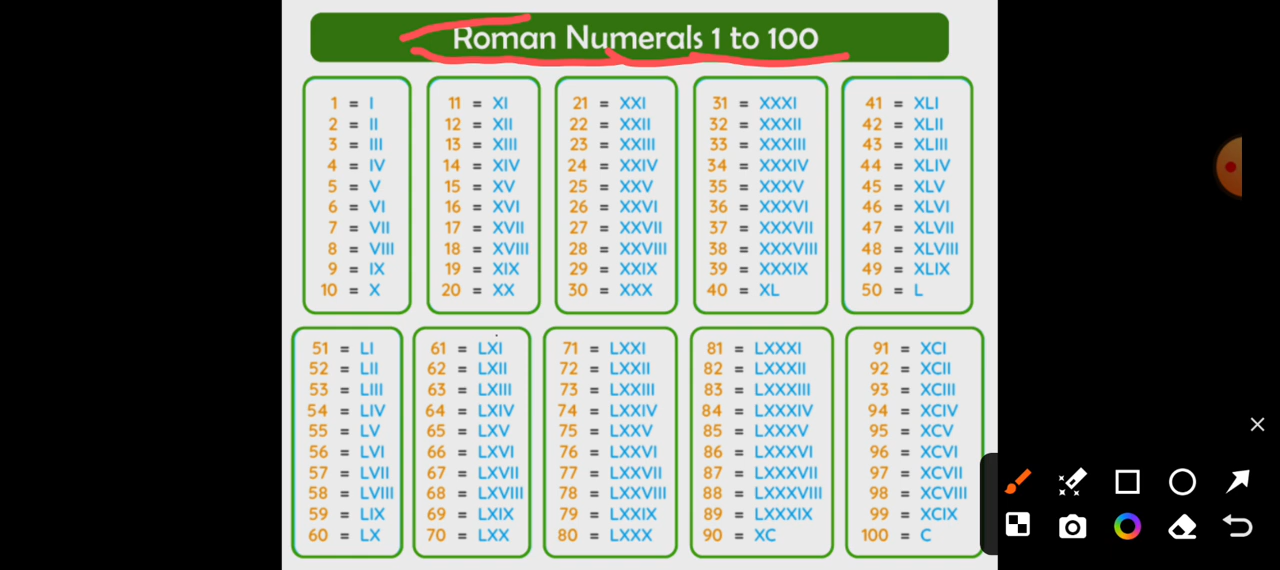 Roman Numerals 1 to 100
1 = I
2 = II
3 = III
4 = IV
5 = V
6 = VI
7 = VII
8 = VIII
9 = IX
10 = X
11 = XI
12 = XII
13 = XIII
14 = XIV
15 = XV
16 = XVI
17 = XVII
18 = XVIII
19 = XIX
20 = XX
21 = XXI
22 = XXII
23 = XXIII
24 = XXIV
25 = XXV
26 = XXVI
27 = XXVII
28 = XXVIII
29 = XXIX
30 = XXX
31 = XXXI
32 = XXXII
33 = XXXIII
34 = XXXIV
35 = XXXV
36 = XXXVI
37 = XXXVII
38 = XXXVIII
39 = XXXIX
40 = XL
41 = XLI
42 = XLII
43 = XLIII
44 = XLIV
45 = XLV
46 = XLVI
47 = XLVII
48 = XLVIII
49 = XLIX
50 = L
51 = LI
52 = LII
53 = LIII
54 = LIV
55 = LV
56 = LVI
57 = LVII
58 = LVIII
59 = LIX
60 = LX
61 = LXI
62 = LXII
63 = LXIII
64 = LXIV
65 = LXV
66 = LXVI
67 = LXVII
68 = LXVIII
69 = LXIX
70 = LXX
71 = LXXI
72 = LXXII
73 = LXXIII
74 = LXXIV
75 = LXXV
76 = LXXVI
77 = LXXVII
78 = LXXVIII
79 = LXXIX
80 = LXXX
81 = LXXXI
82 = LXXXII
83 = LXXXIII
84 = LXXXIV
85 = LXXXV
86 = LXXXVI
87 = LXXXVII
88 = LXXXVIII
89 = LXXXIX
90 = XC
91 = XCI
92 = XCII
93 = XCIII
94 = XCIV
95 = XCV
96 = XCVI
97 = XCVII
98 = XCVIII
99 = XCIX
100 = C